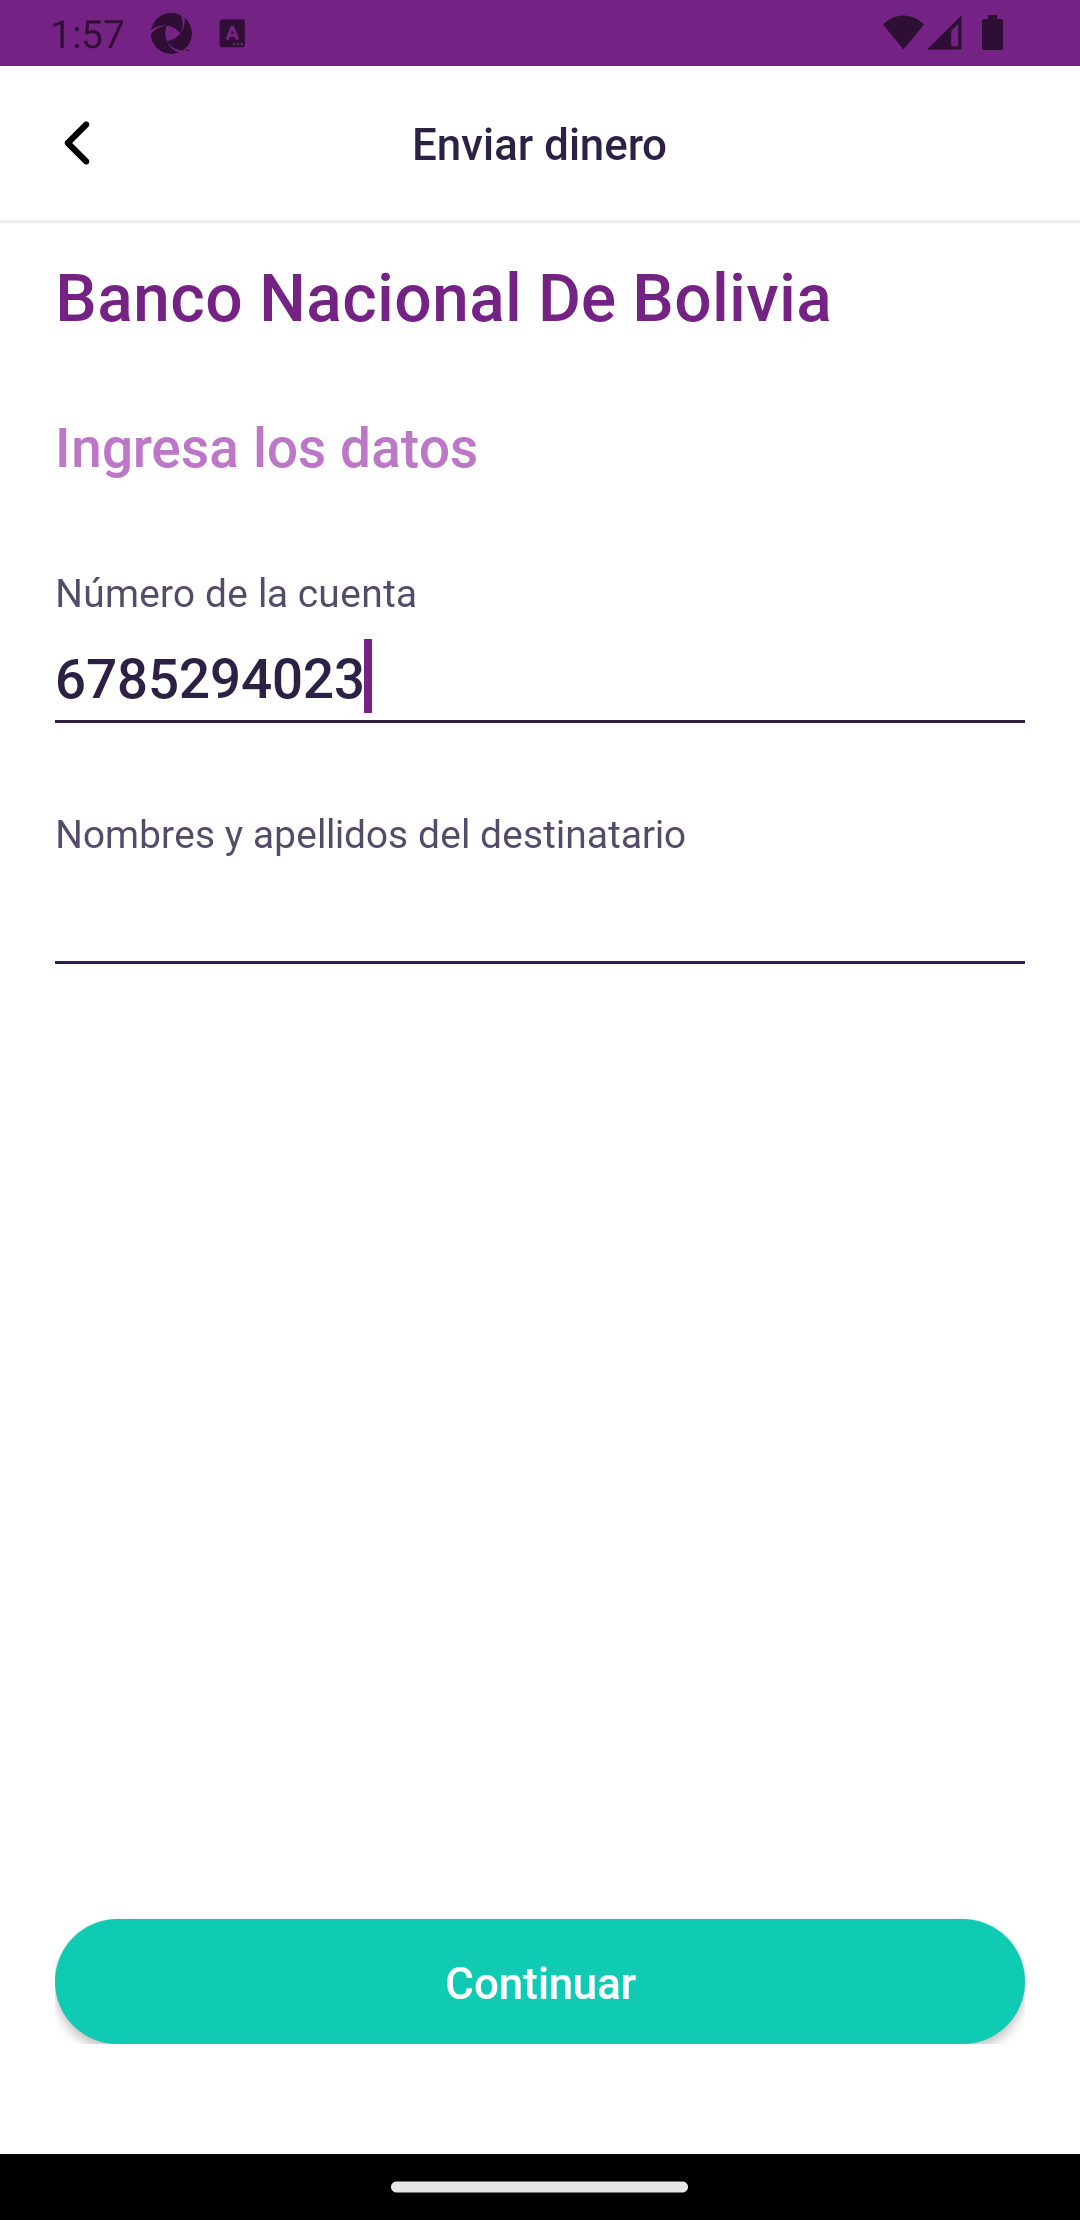 1:57
Enviar dinero
Banco Nacional De Bolivia
Ingresa los datos
Número de la cuenta
6785294023
Nombres y apellidos del destinatario
Continuar